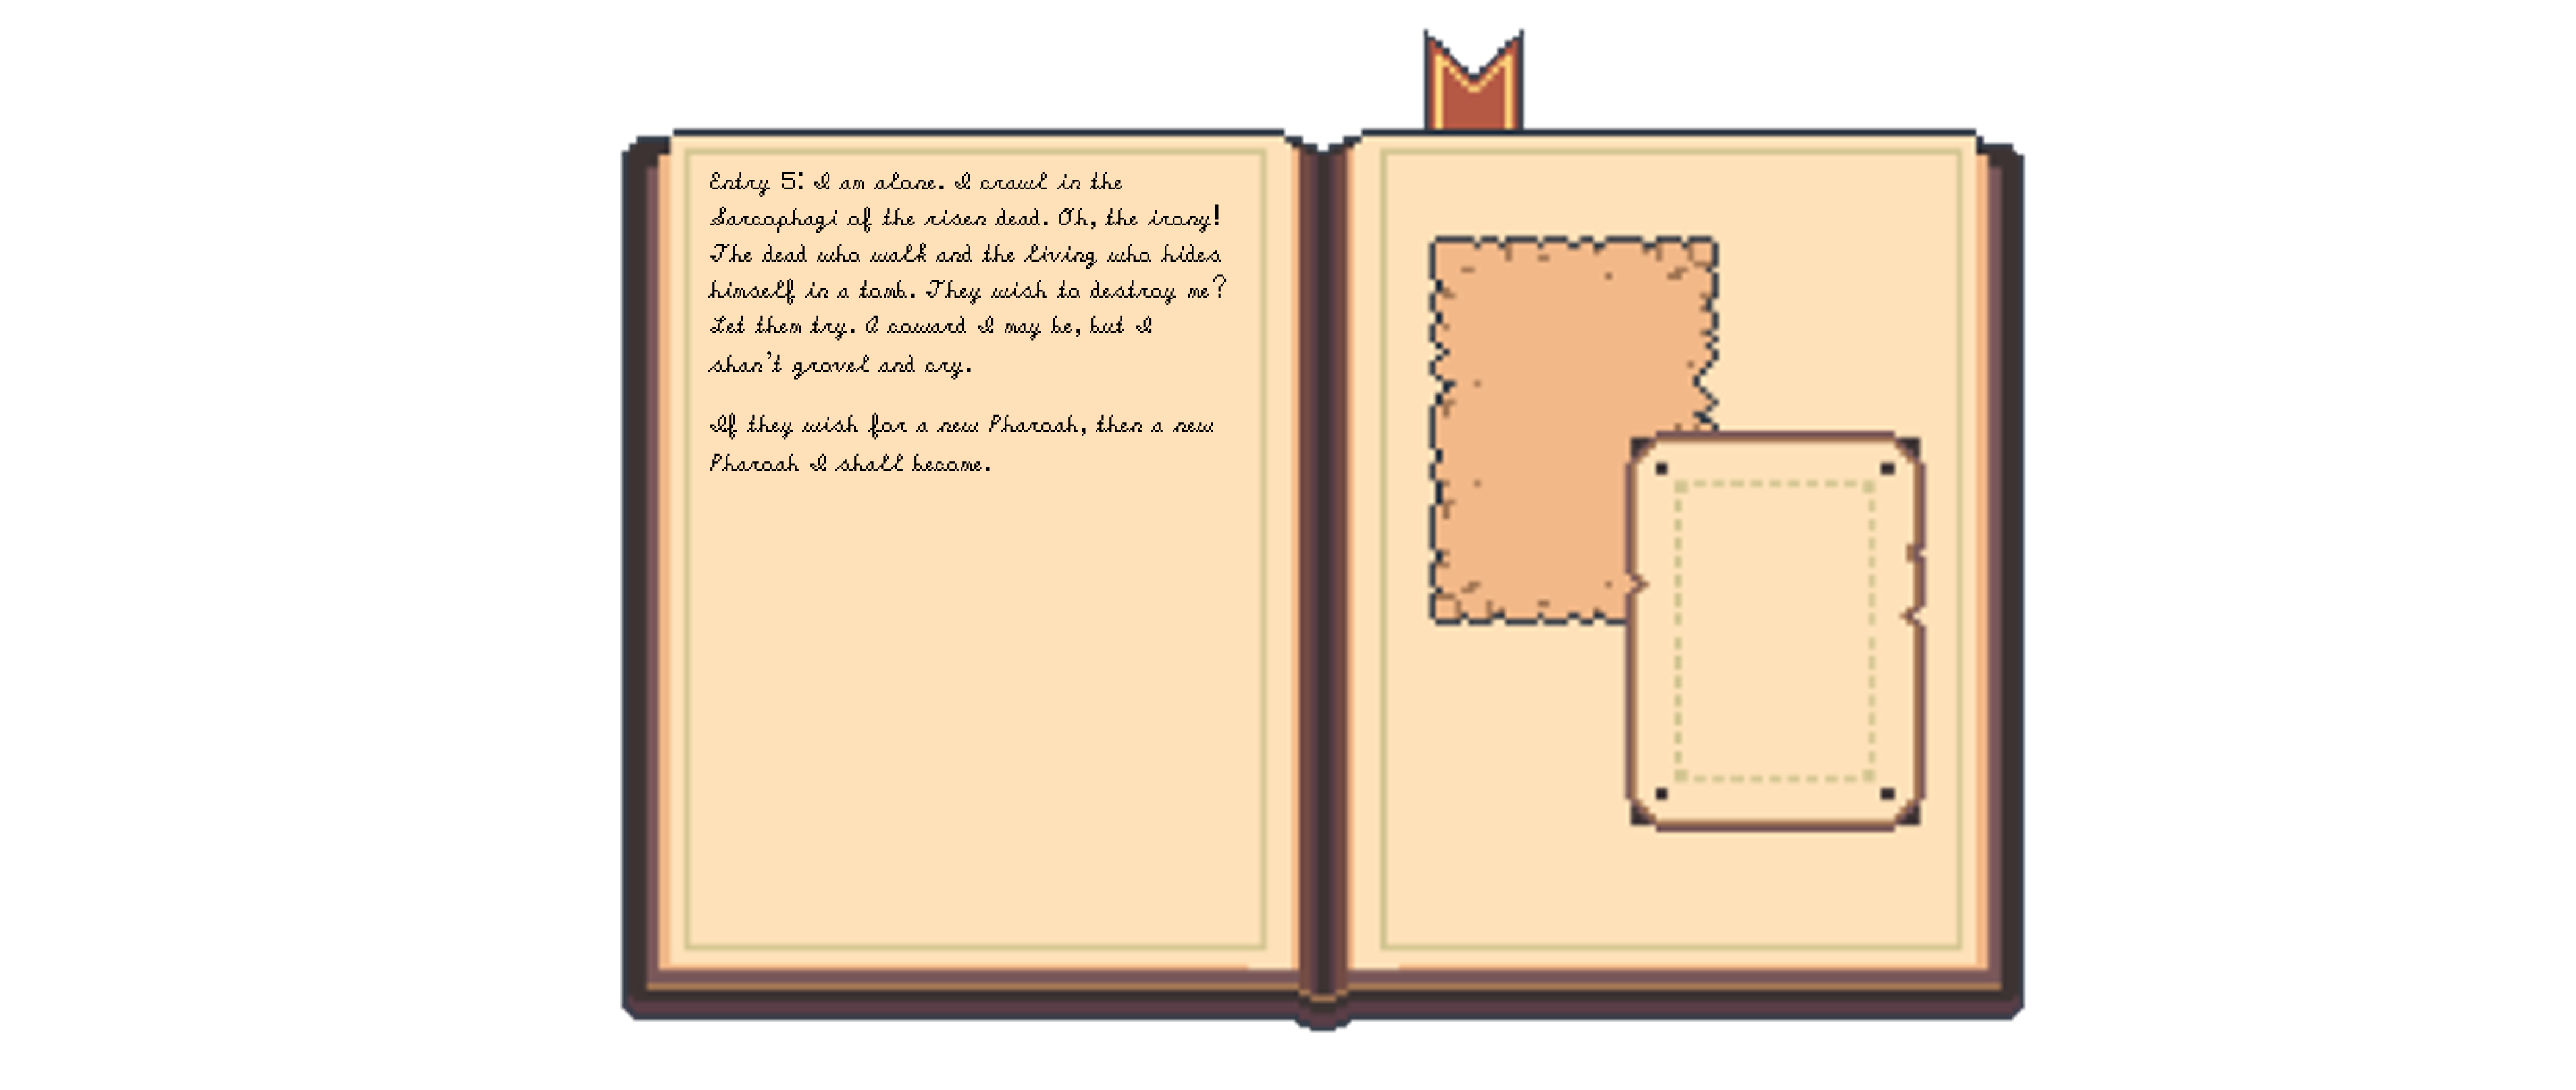 Entry 5: I am alone. I crawl in the
Sarcophagi of the risen dead. Oh, the irony!
The dead who walk and the living who hides
himself in a tomb. They wish to destroy me?
Let them try. A coward I may be, but I
shan't grovel and cry.
If they wish for a new Pharoah, then a new
Pharoah I shall become.